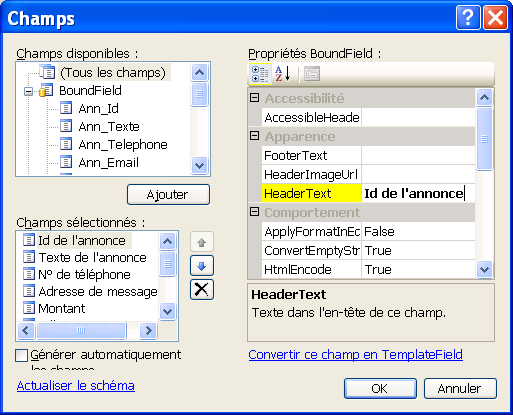 Champs
Champs disponibles :
(Tous les champs)
BoundField
Ann_Id
Ann_Texte
Ann_Telephone
Ann_Email
Ajouter
Champs sélectionnés :
Id de l'annonce
Texte de l'annonce
N° de téléphone
Adresse de message
Montant
Générer automatiquement
les champs
Actualiser le schéma
Propriétés BoundField :
Accessibilité
AccessibleHeade
Apparence
FooterText
HeaderImageUrl
HeaderText Id de l'annonce
Comportement
ApplyFormatInEc False
ConvertEmptyStr True
HtmlEncode True
HeaderText
Texte dans l'en-tête de ce champ.
Convertir ce champ en TemplateField
OK
Annuler